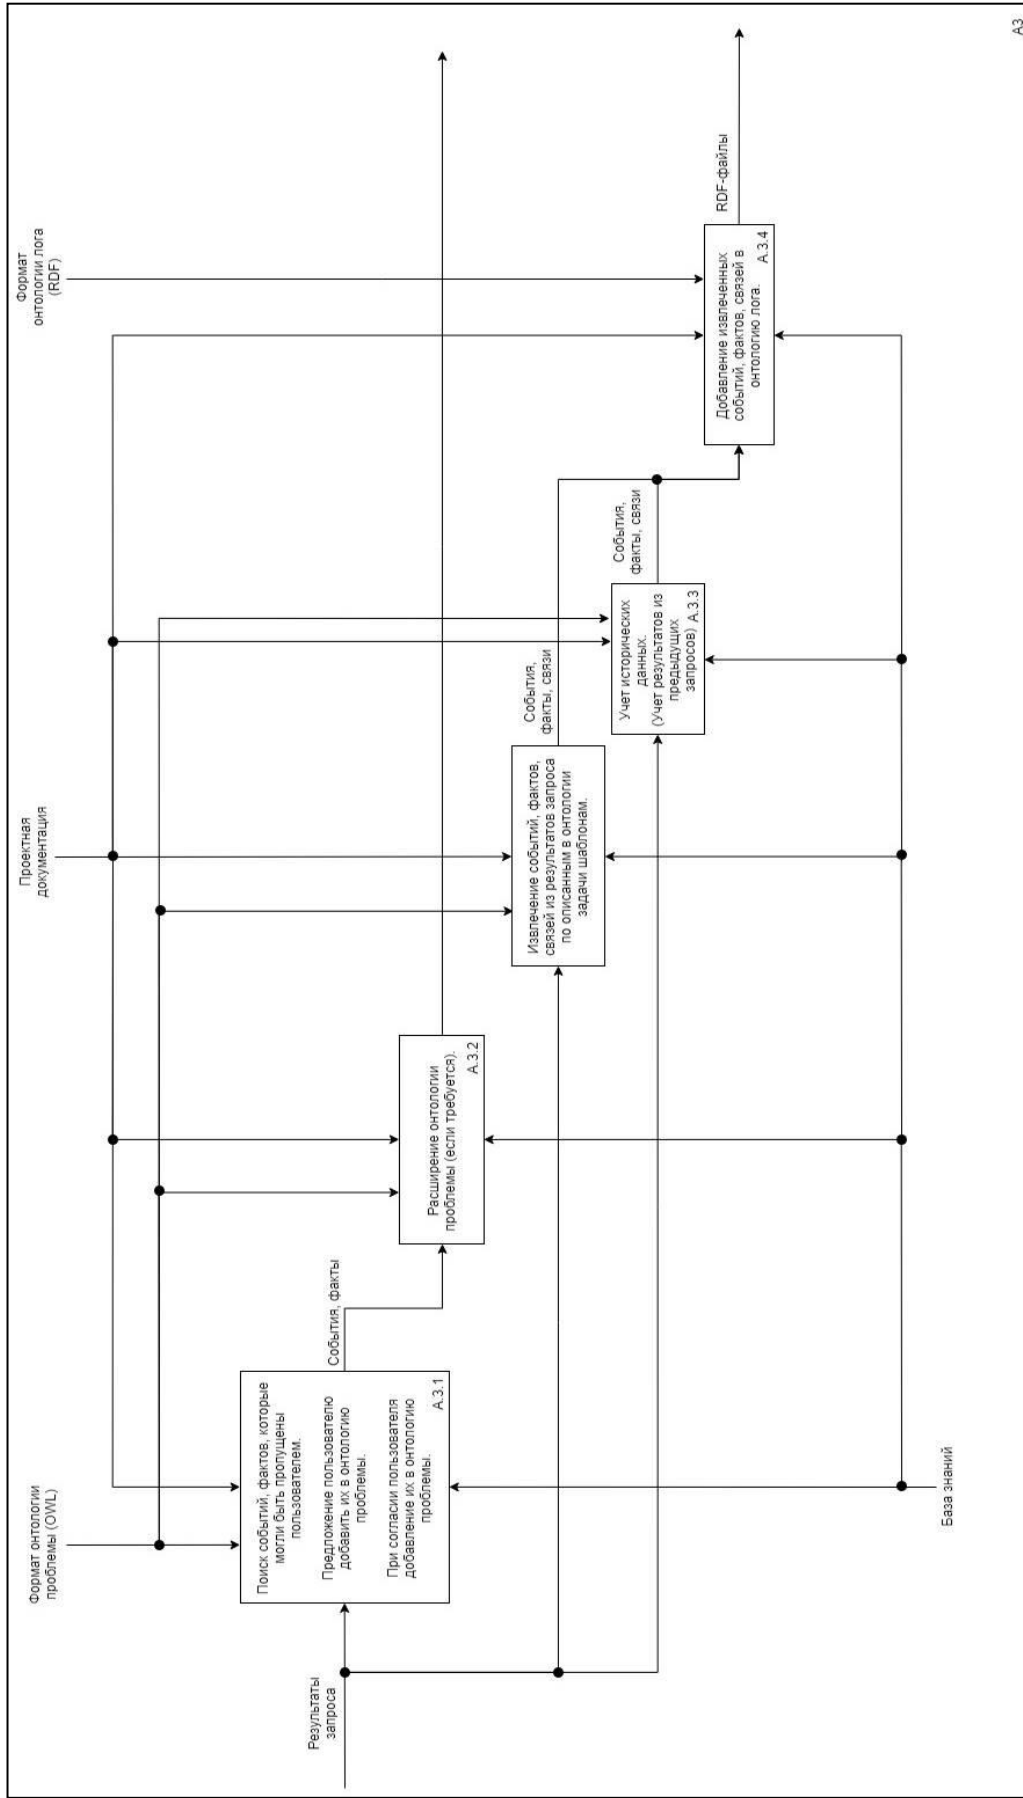 Формат онтологии
проблемы (OWL)
Проектная
документация
Формат
онтологии лога
(RDF)
Результаты
запроса
Поиск событий, фактов, которые
могли быть пропущены
пользователем.
Предложение пользователю
добавить их в онтологию
проблемы.
При согласии пользователя
добавление их в онтологию
проблемы.
А.3.1
События, факты
Расширение онтологии
проблемы (если требуется).
А.3.2
Извлечение событий, фактов,
связей из результатов запроса
по описанным в онтологии
задачи шаблонам.
События,
факты, связи
Учет исторических
данных.
(Учет результатов из
предыдущих
запросов)
А.3.3
События,
факты, связи
Добавление извлеченных
событий, фактов, связей в
онтологию лога.
А.3.4
RDF-файлы
База знаний
А3